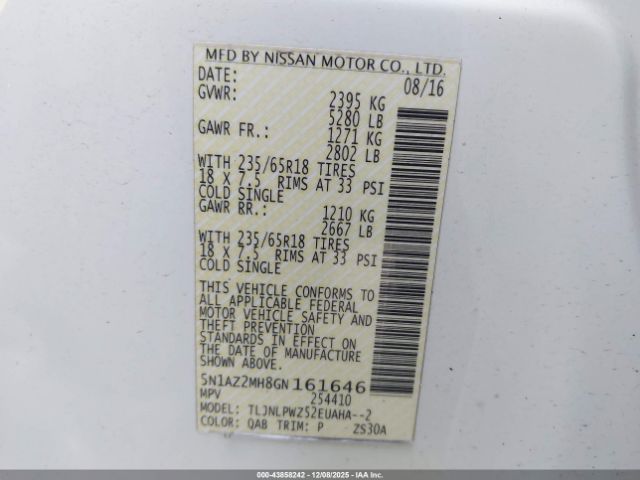 MFD BY NISSAN MOTOR CO., LTD.
DATE: 08/16
GVWR: 2395 KG
5280 LB
GAWR FR.: 1271 KG
2802 LB
WITH 235/65R18 TIRES
18 X 7.5 RIMS AT 33 PSI
COLD SINGLE
GAWR RR.: 1210 KG
2667 LB
WITH 235/65R18 TIRES
18 X 7.5 RIMS AT 33 PSI
COLD SINGLE
THIS VEHICLE CONFORMS TO
ALL APPLICABLE FEDERAL
MOTOR VEHICLE SAFETY AND
THEFT PREVENTION
STANDARDS IN EFFECT ON
THE DATE OF MANUFACTURE
SHOWN ABOVE.
5N1AZ2MH8GN161646
MPV 254410
MODEL: TLJNLPWZ52EUAHA--2
COLOR: QAB TRIM: P ZS30A
000-43858242 - 12/08/2025 - COPART